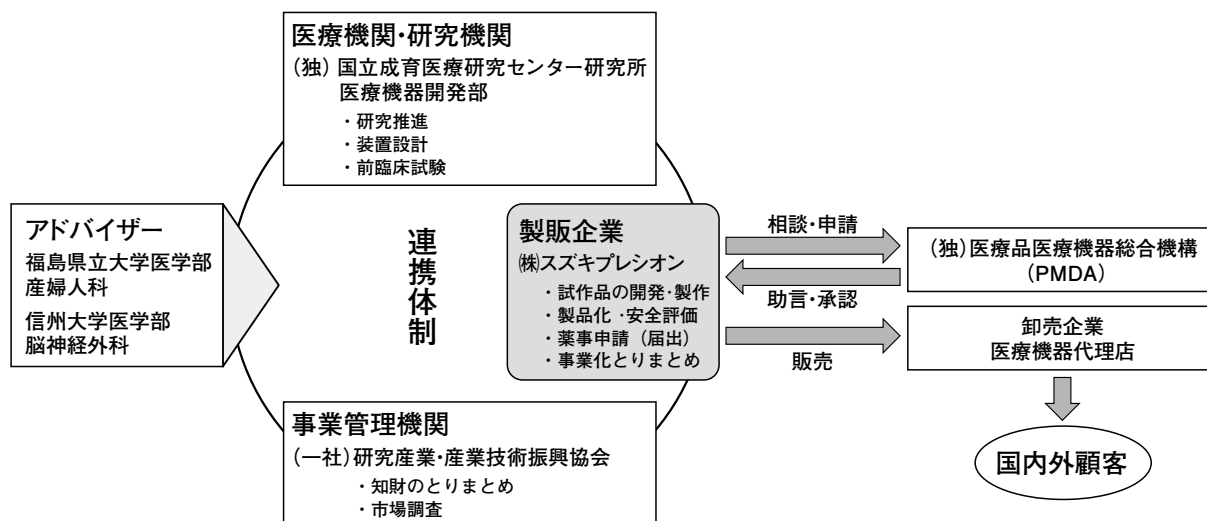 医療機関・研究機関
(独)国立成育医療研究センター研究所
医療機器開発部
・研究推進
・装置設計
・前臨床試験
アドバイザー
福島県立大学医学部
産婦人科
信州大学医学部
脳神経外科
連携体制
製販企業
㈱スズキプレシオン
・試作品の開発・製作
・製品化・安全評価
・薬事申請（届出）
・事業化とりまとめ
相談・申請
助言・承認
販売
(独)医療品医療機器総合機構
(PMDA)
卸売企業
医療機器代理店
国内外顧客
事業管理機関
(一社)研究産業・産業技術振興協会
・知財のとりまとめ
・市場調査